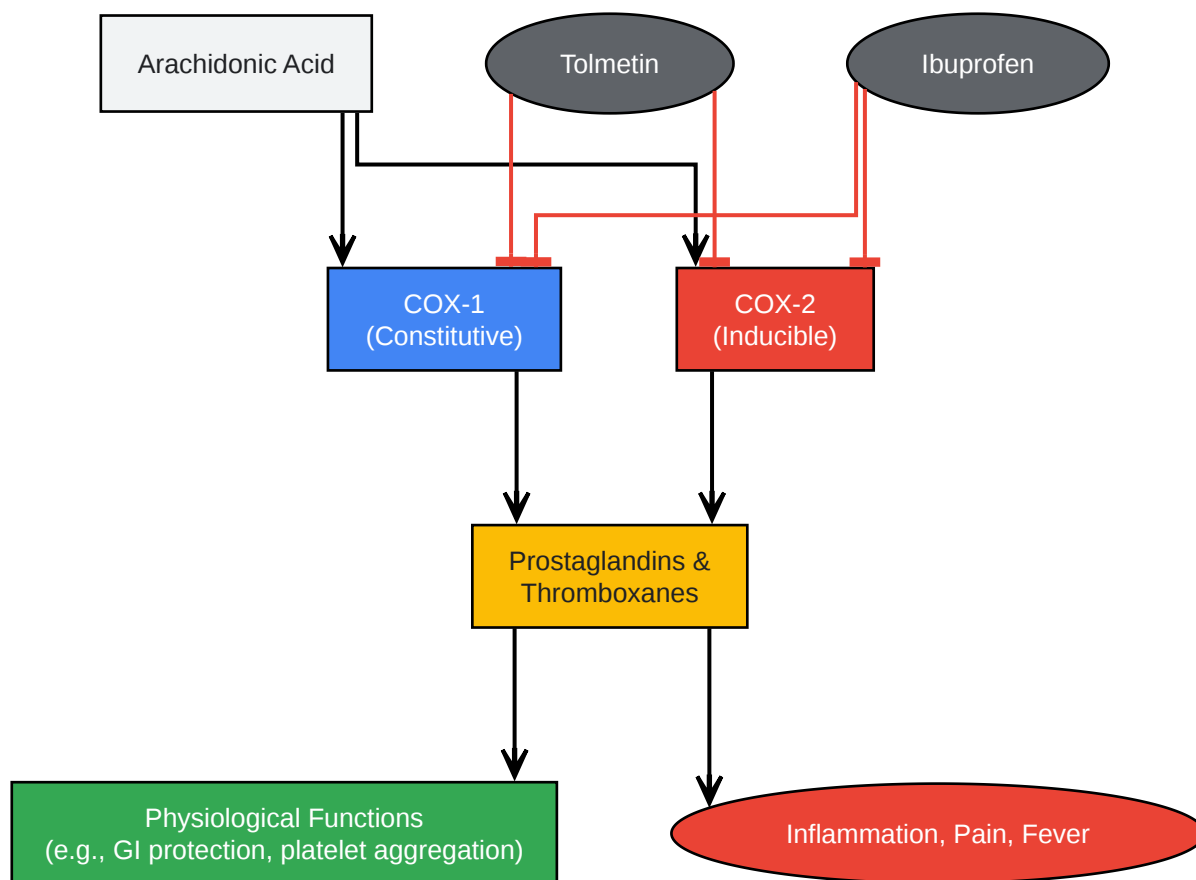 Arachidonic Acid
Tolmetin
Ibuprofen
COX-1
(Constitutive)
COX-2
(Inducible)
Prostaglandins &
Thromboxanes
Physiological Functions
(e.g., GI protection, platelet aggregation)
Inflammation, Pain, Fever